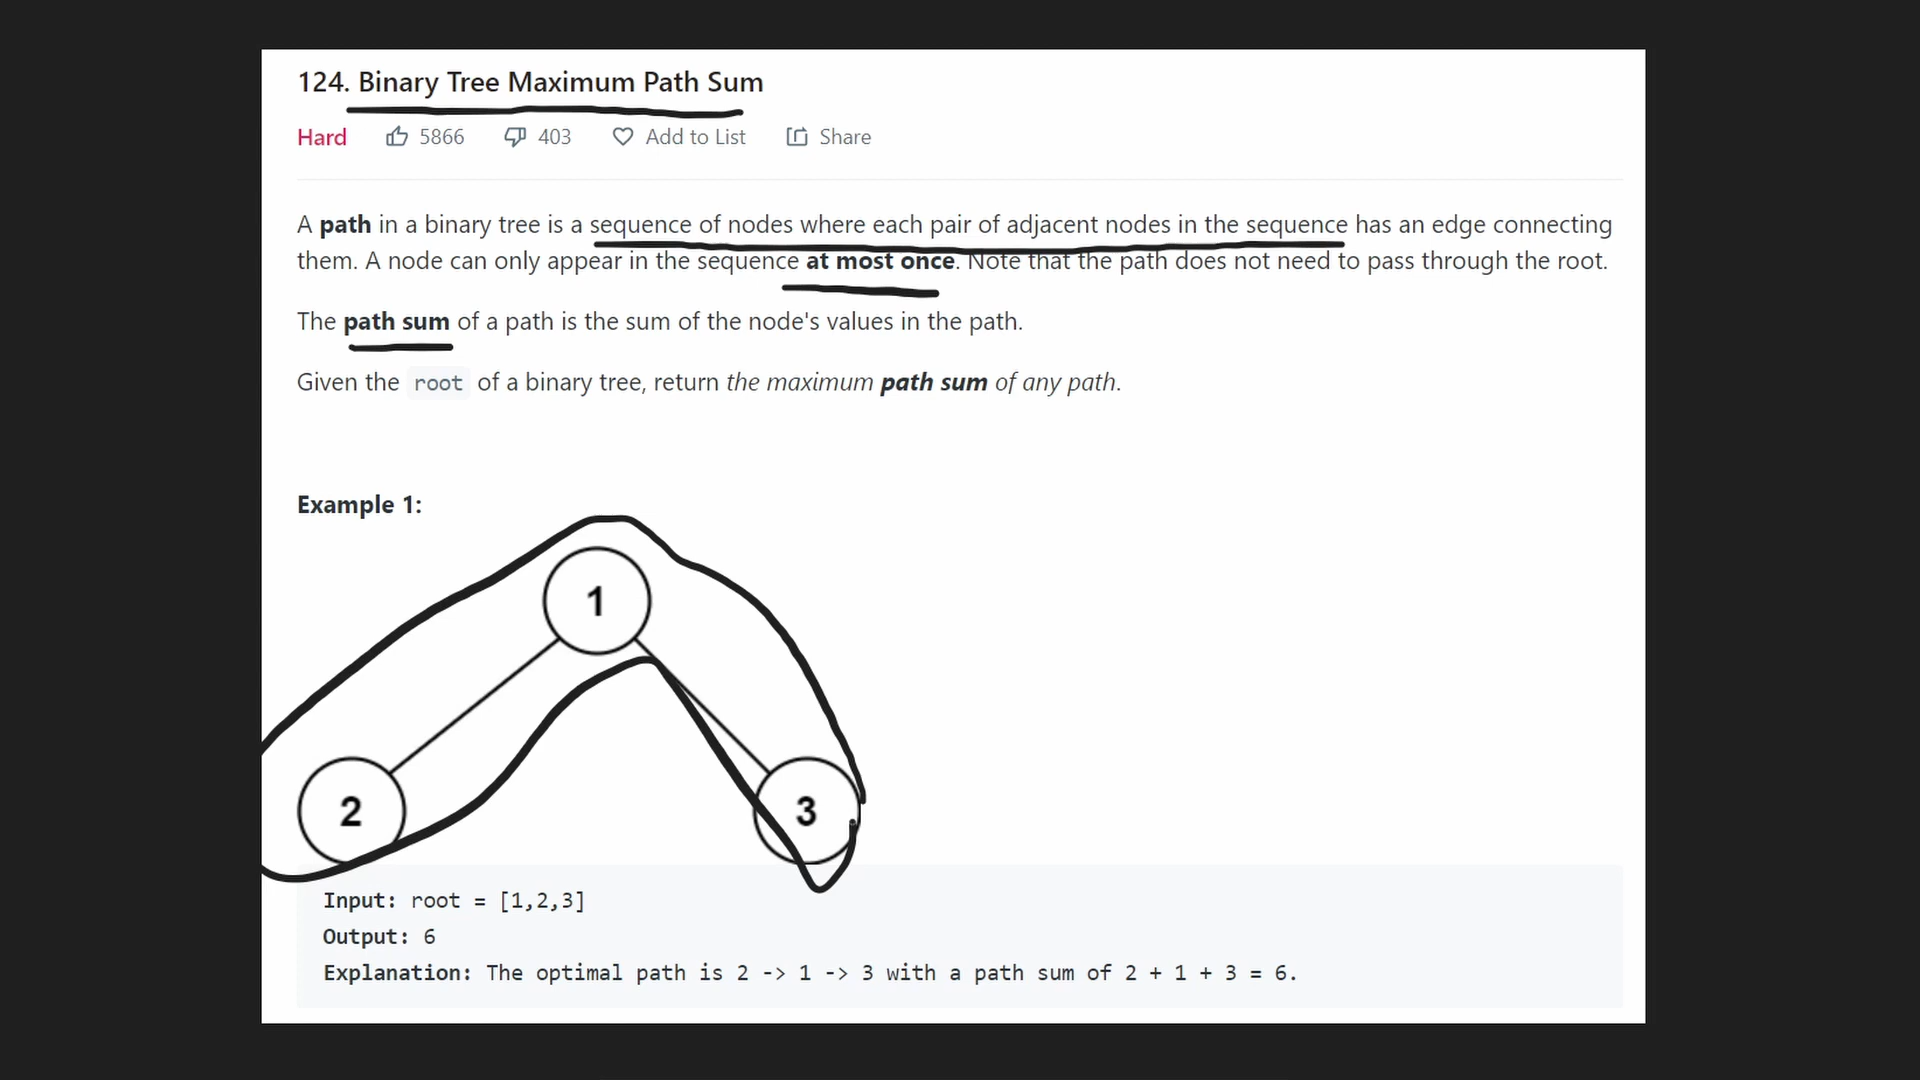 124. Binary Tree Maximum Path Sum
Hard 5866 403 Add to List Share
A path in a binary tree is a sequence of nodes where each pair of adjacent nodes in the sequence has an edge connecting
them. A node can only appear in the sequence at most once. Note that the path does not need to pass through the root.
The path sum of a path is the sum of the node's values in the path.
Given the root of a binary tree, return the maximum path sum of any path.
Example 1:
1
2 3
Input: root = [1,2,3]
Output: 6
Explanation: The optimal path is 2 -> 1 -> 3 with a path sum of 2 + 1 + 3 = 6.